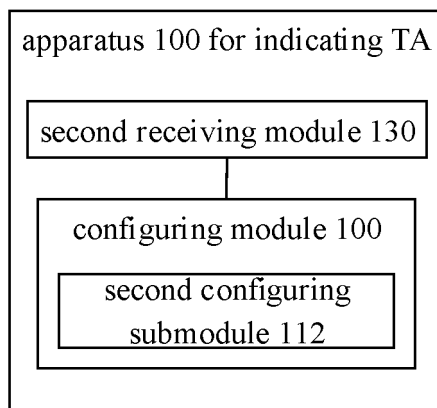 apparatus 100 for indicating TA
second receiving module 130
configuring module 100
second configuring
submodule 112